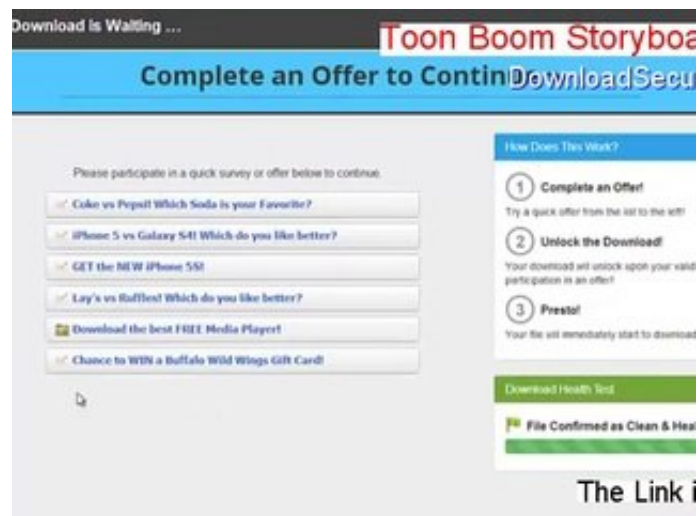 Download is Waiting ...
Toon Boom Storyboa
Complete an Offer to Contin
DownloadSecu
Please participate in a quick survey or offer below to continue.
Coke vs Pepsi! Which Soda is your Favorite?
iPhone 5 vs Galaxy S4! Which do you like better?
GET the NEW iPhone 5S!
Lay's vs Ruffles! Which do you like better?
Download the best FREE Media Player!
Chance to WIN a Buffalo Wild Wings Gift Card!
How Does This Work?
1 Complete an Offer!
Try a quick offer from the list to the left!
2 Unlock the Download!
Your download will unlock upon your valid
participation in an offer!
3 Presto!
Your file will immediately start to download
Download Health Test
File Confirmed as Clean & Heal
The Link i